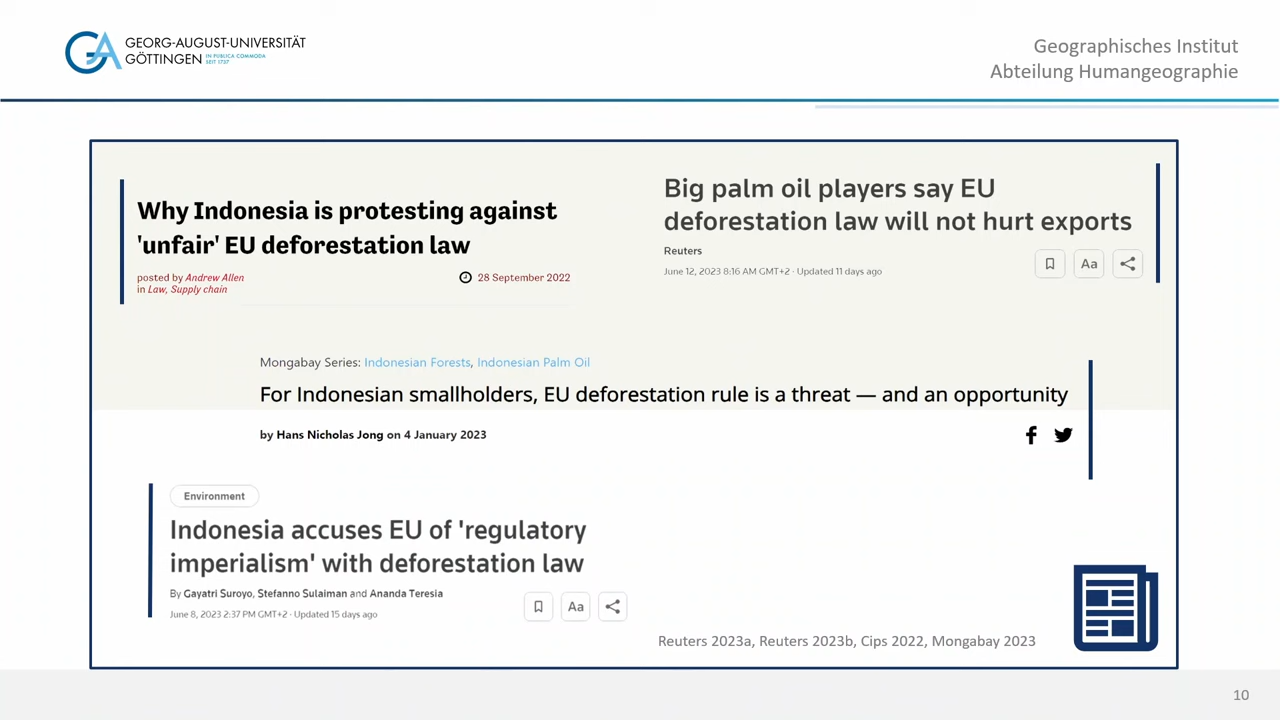 GEORG-AUGUST-UNIVERSITÄT
GÖTTINGEN IN PUBLICA COMMODA
SEIT 1737
Geographisches Institut
Abteilung Humangeographie
Why Indonesia is protesting against
'unfair' EU deforestation law
posted by Andrew Allen
in Law, Supply chain
28 September 2022
Big palm oil players say EU
deforestation law will not hurt exports
Reuters
June 12, 2023 8:16 AM GMT+2 · Updated 11 days ago
Aa
Mongabay Series: Indonesian Forests, Indonesian Palm Oil
For Indonesian smallholders, EU deforestation rule is a threat — and an opportunity
by Hans Nicholas Jong on 4 January 2023
Environment
Indonesia accuses EU of 'regulatory
imperialism' with deforestation law
By Gayatri Suroyo, Stefanno Sulaiman and Ananda Teresia
June 8, 2023 2:37 PM GMT+2 · Updated 15 days ago
Aa
Reuters 2023a, Reuters 2023b, Cips 2022, Mongabay 2023
10